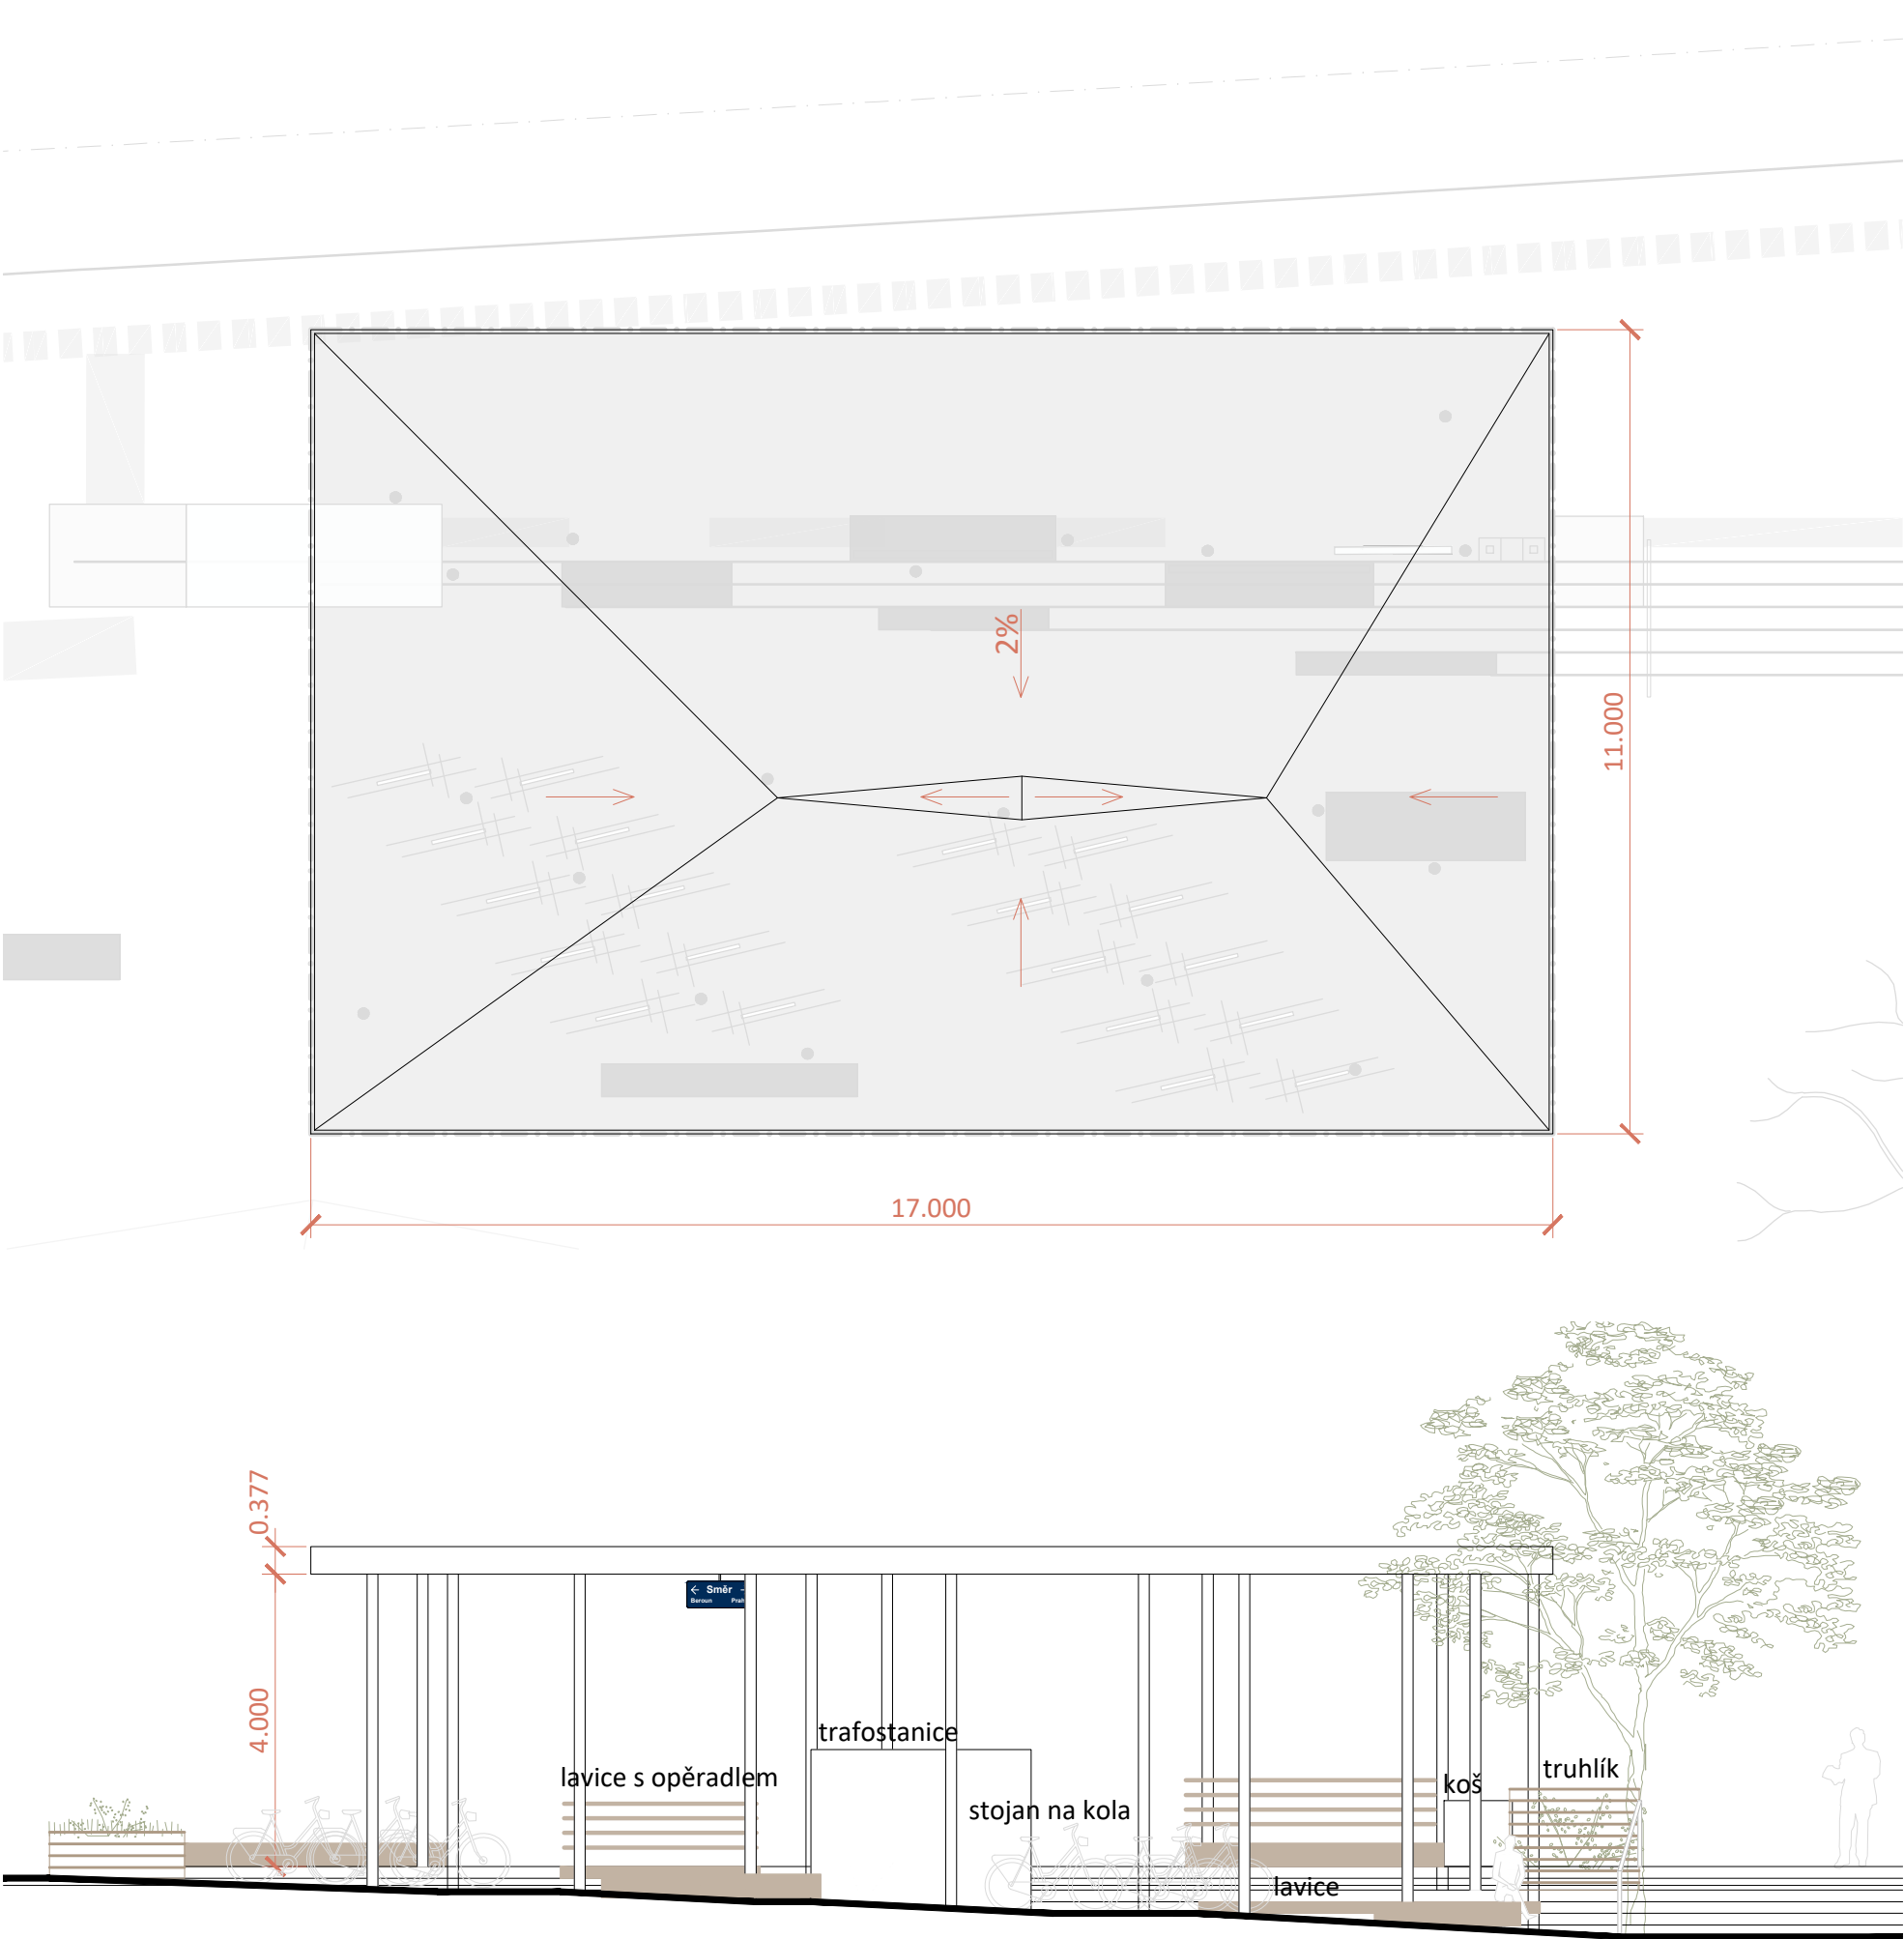 2%
11.000
17.000
0.377
← Směr
Beroun
4.000
trafostanice
lavice s opěradlem
truhlík
koš
stojan na kola
lavice